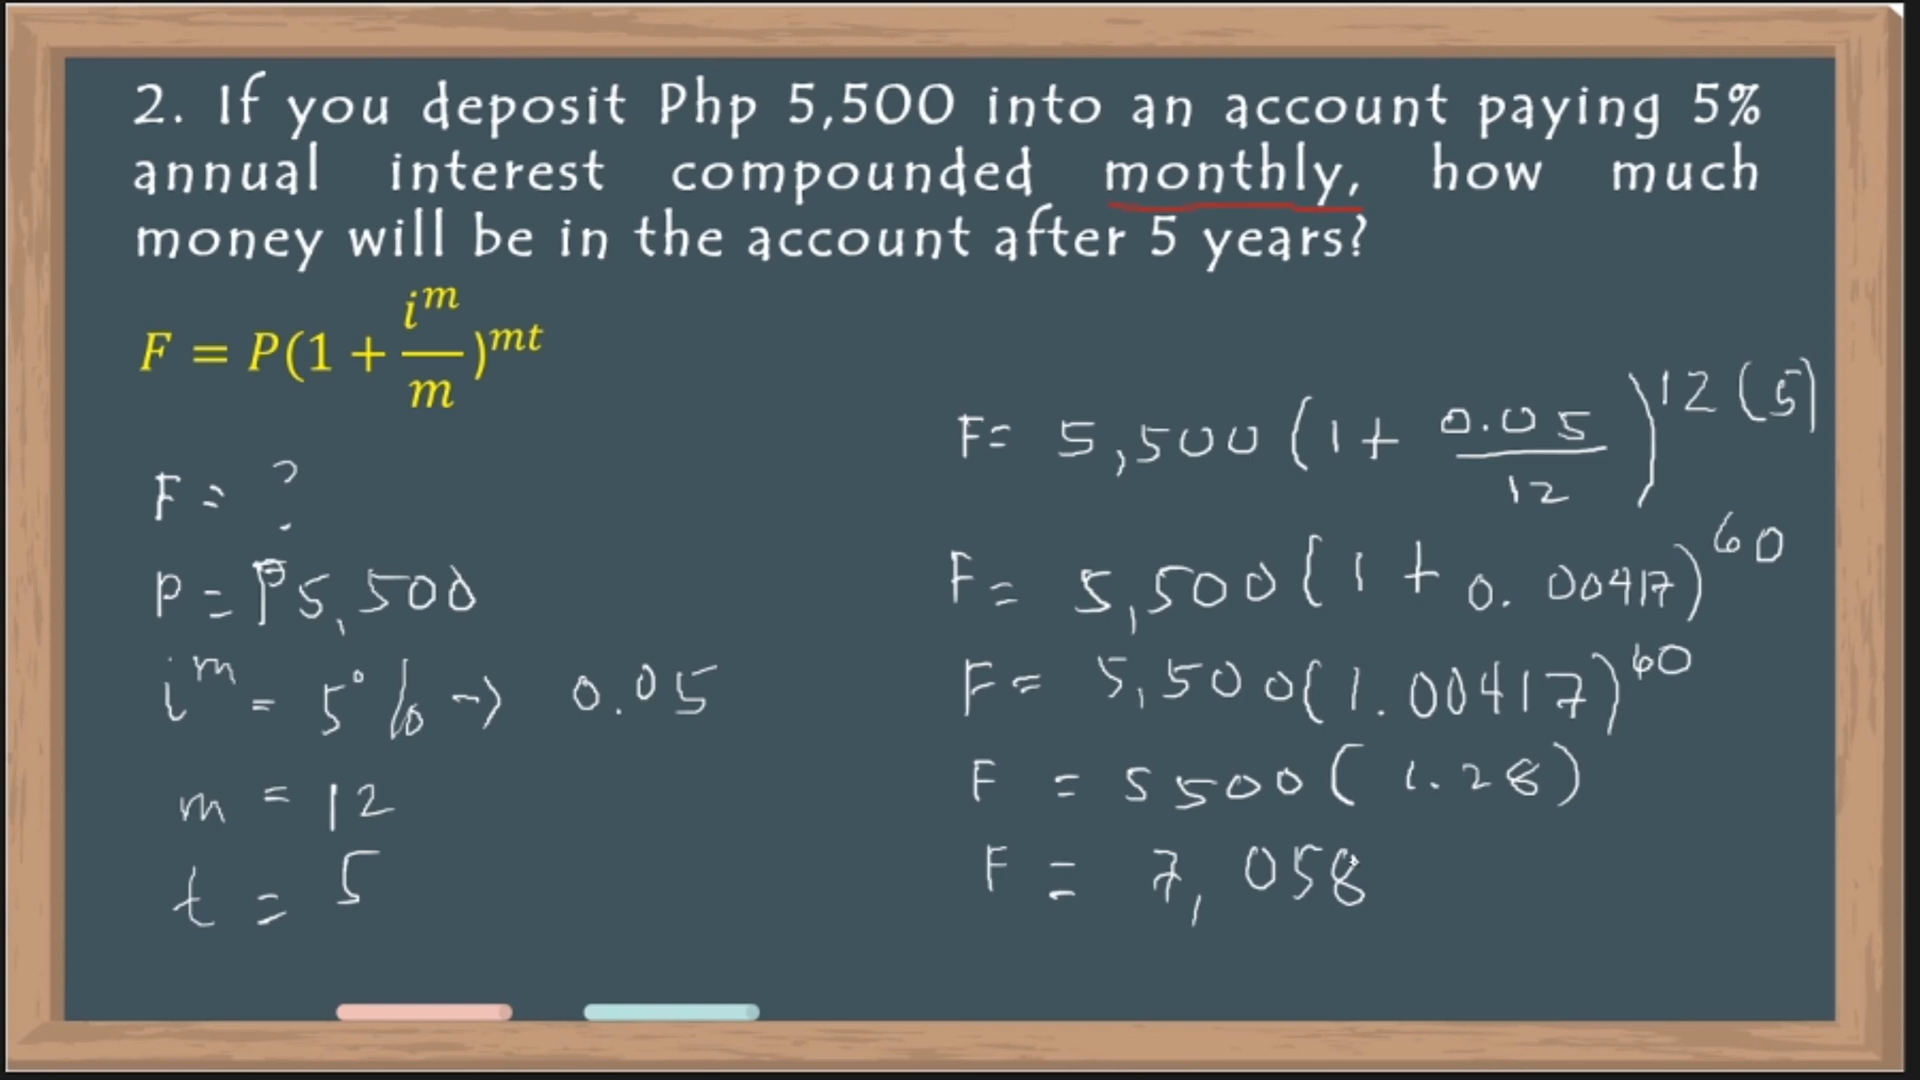 2. If you deposit Php 5,500 into an account paying 5%
annual interest compounded monthly, how much
money will be in the account after 5 years?
F = P(1 + i^m/m)^mt
F = ?
P = ₱5,500
i^m = 5% → 0.05
m = 12
t = 5
F = 5,500 (1 + 0.05/12)^12(5)
F = 5,500 (1 + 0.00417)^60
F = 5,500 (1.00417)^60
F = 5500 (1.28)
F = 7,058